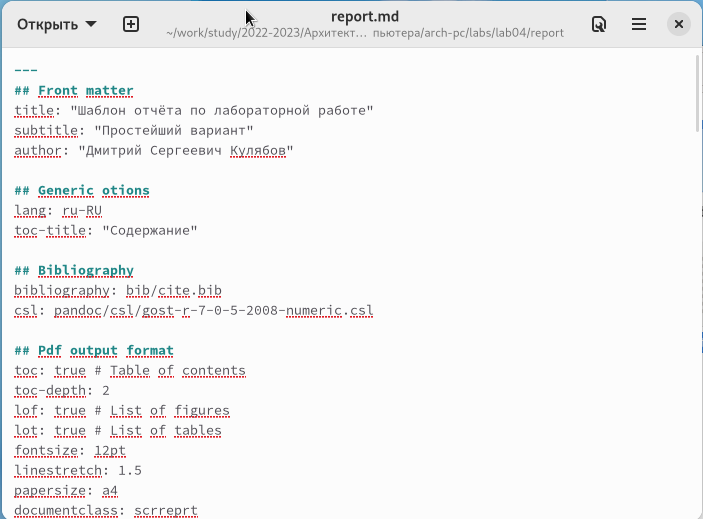 Открыть
report.md
~/work/study/2022-2023/Архитект… пьютера/arch-pc/labs/lab04/report
---
## Front matter
title: "Шаблон отчёта по лабораторной работе"
subtitle: "Простейший вариант"
author: "Дмитрий Сергеевич Кулябов"
## Generic otions
lang: ru-RU
toc-title: "Содержание"
## Bibliography
bibliography: bib/cite.bib
csl: pandoc/csl/gost-r-7-0-5-2008-numeric.csl
## Pdf output format
toc: true # Table of contents
toc-depth: 2
lof: true # List of figures
lot: true # List of tables
fontsize: 12pt
linestretch: 1.5
papersize: a4
documentclass: scrreprt